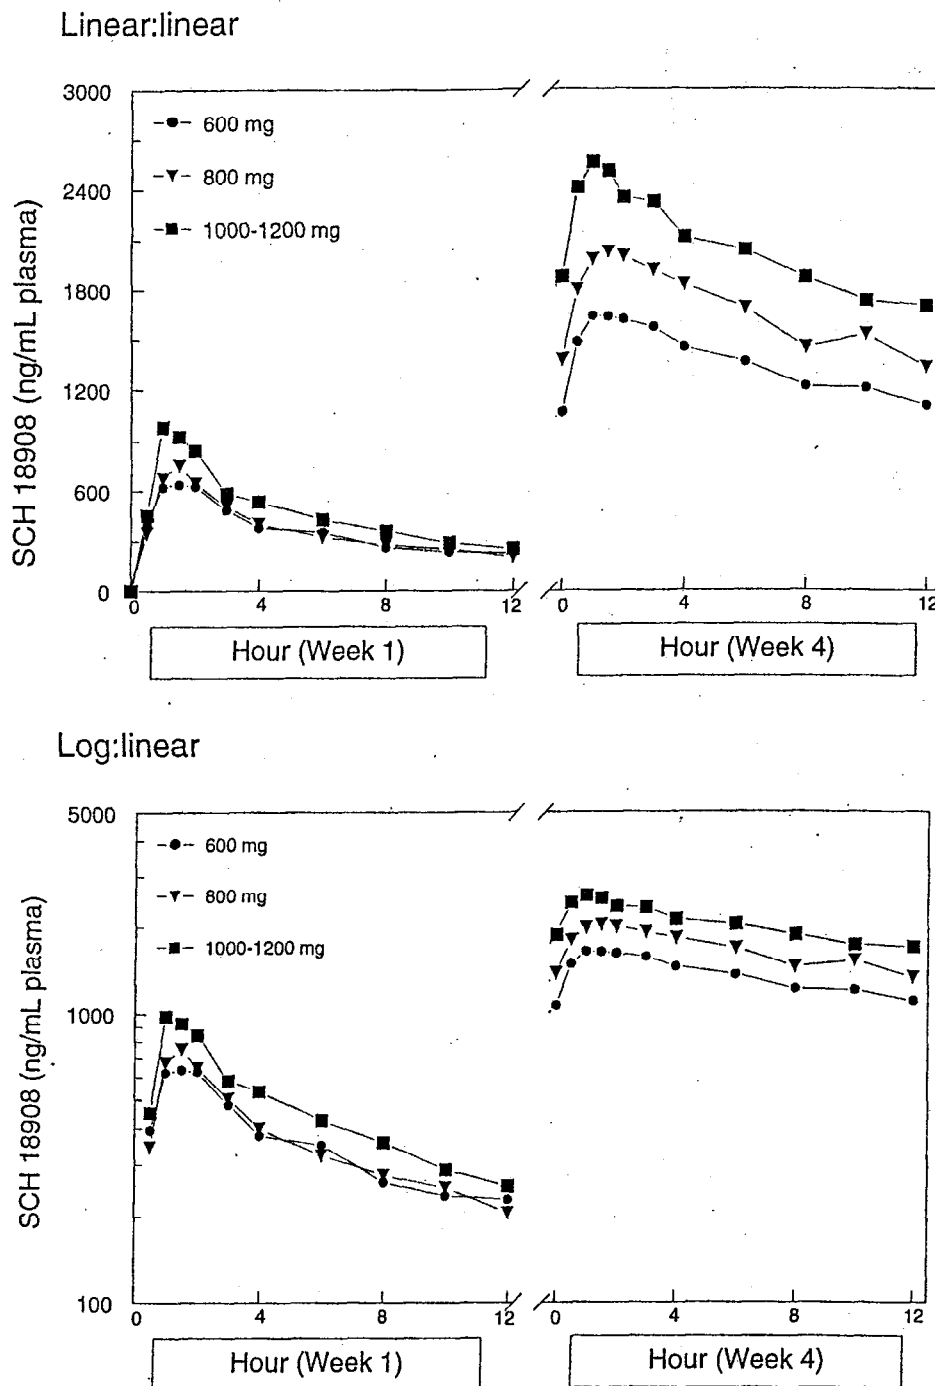 Linear:linear
3000
2400
1800
1200
600
0
SCH 18908 (ng/mL plasma)
600 mg
800 mg
1000-1200 mg
0 4 8 12 0 4 8 12
Hour (Week 1) Hour (Week 4)
Log:linear
5000
1000
100
SCH 18908 (ng/mL plasma)
600 mg
800 mg
1000-1200 mg
0 4 8 12 0 4 8 12
Hour (Week 1) Hour (Week 4)